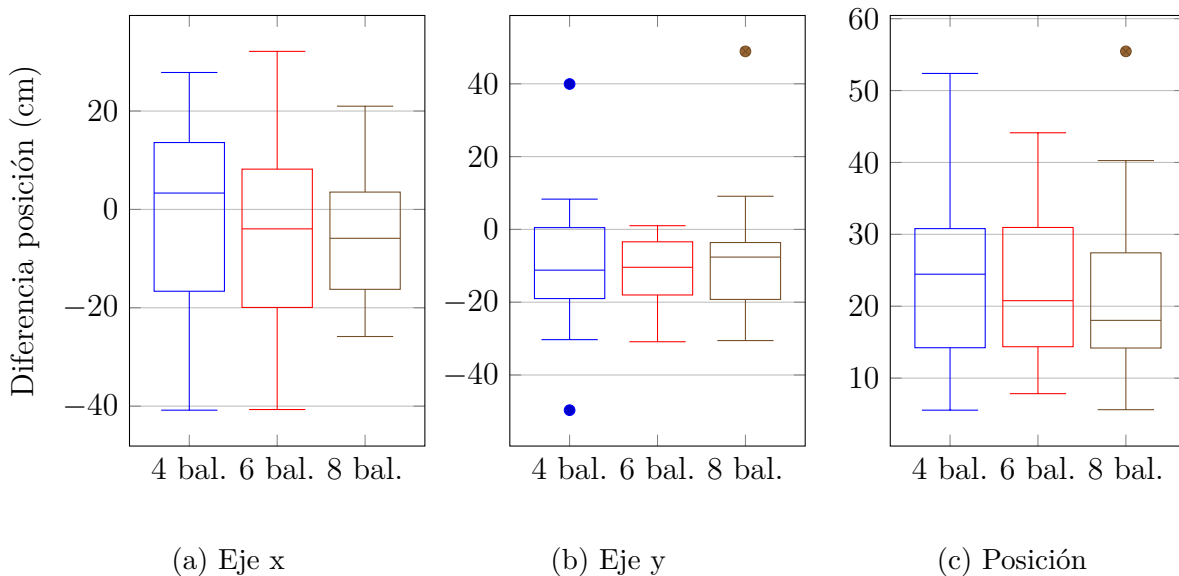 Diferencia posición (cm)
20
0
−20
−40
4 bal. 6 bal. 8 bal.
(a) Eje x
40
20
0
−20
−40
4 bal. 6 bal. 8 bal.
(b) Eje y
60
50
40
30
20
10
4 bal. 6 bal. 8 bal.
(c) Posición